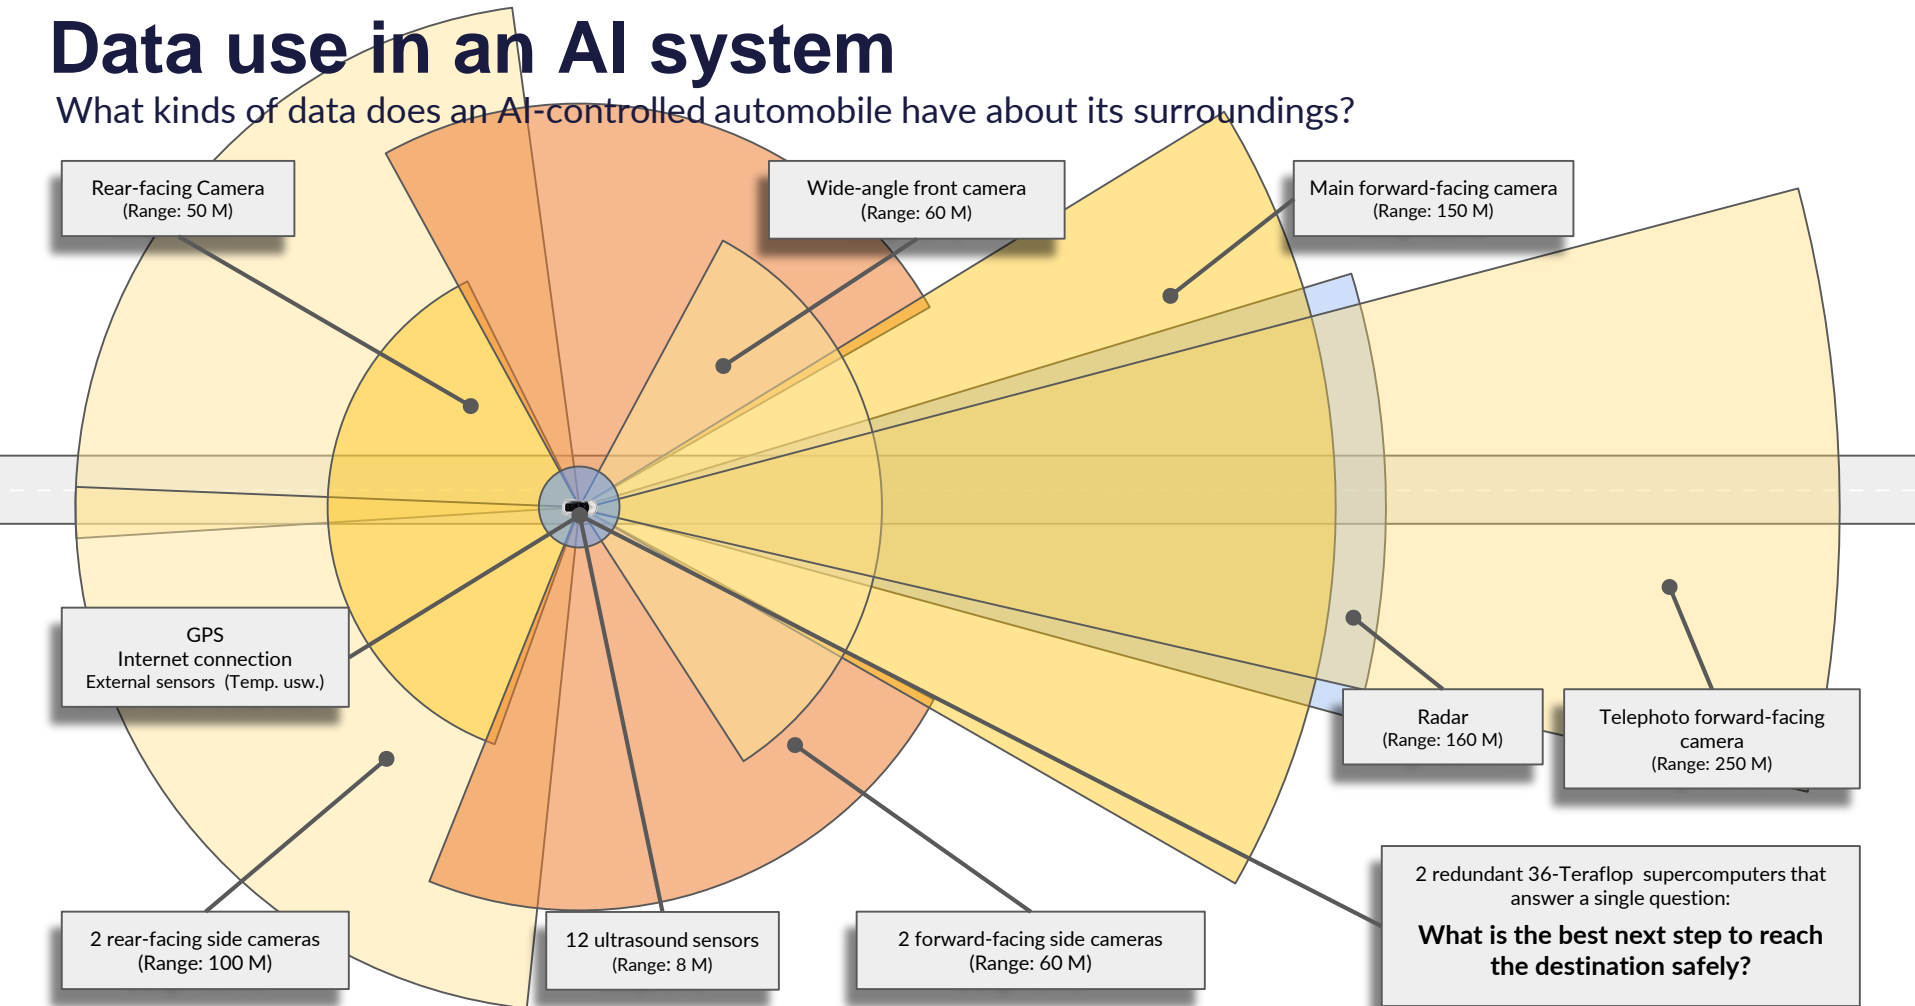 Data use in an AI system
What kinds of data does an AI-controlled automobile have about its surroundings?
Rear-facing Camera
(Range: 50 M)
Wide-angle front camera
(Range: 60 M)
Main forward-facing camera
(Range: 150 M)
GPS
Internet connection
External sensors (Temp. usw.)
Radar
(Range: 160 M)
Telephoto forward-facing
camera
(Range: 250 M)
2 rear-facing side cameras
(Range: 100 M)
12 ultrasound sensors
(Range: 8 M)
2 forward-facing side cameras
(Range: 60 M)
2 redundant 36-Teraflop supercomputers that
answer a single question:
What is the best next step to reach
the destination safely?